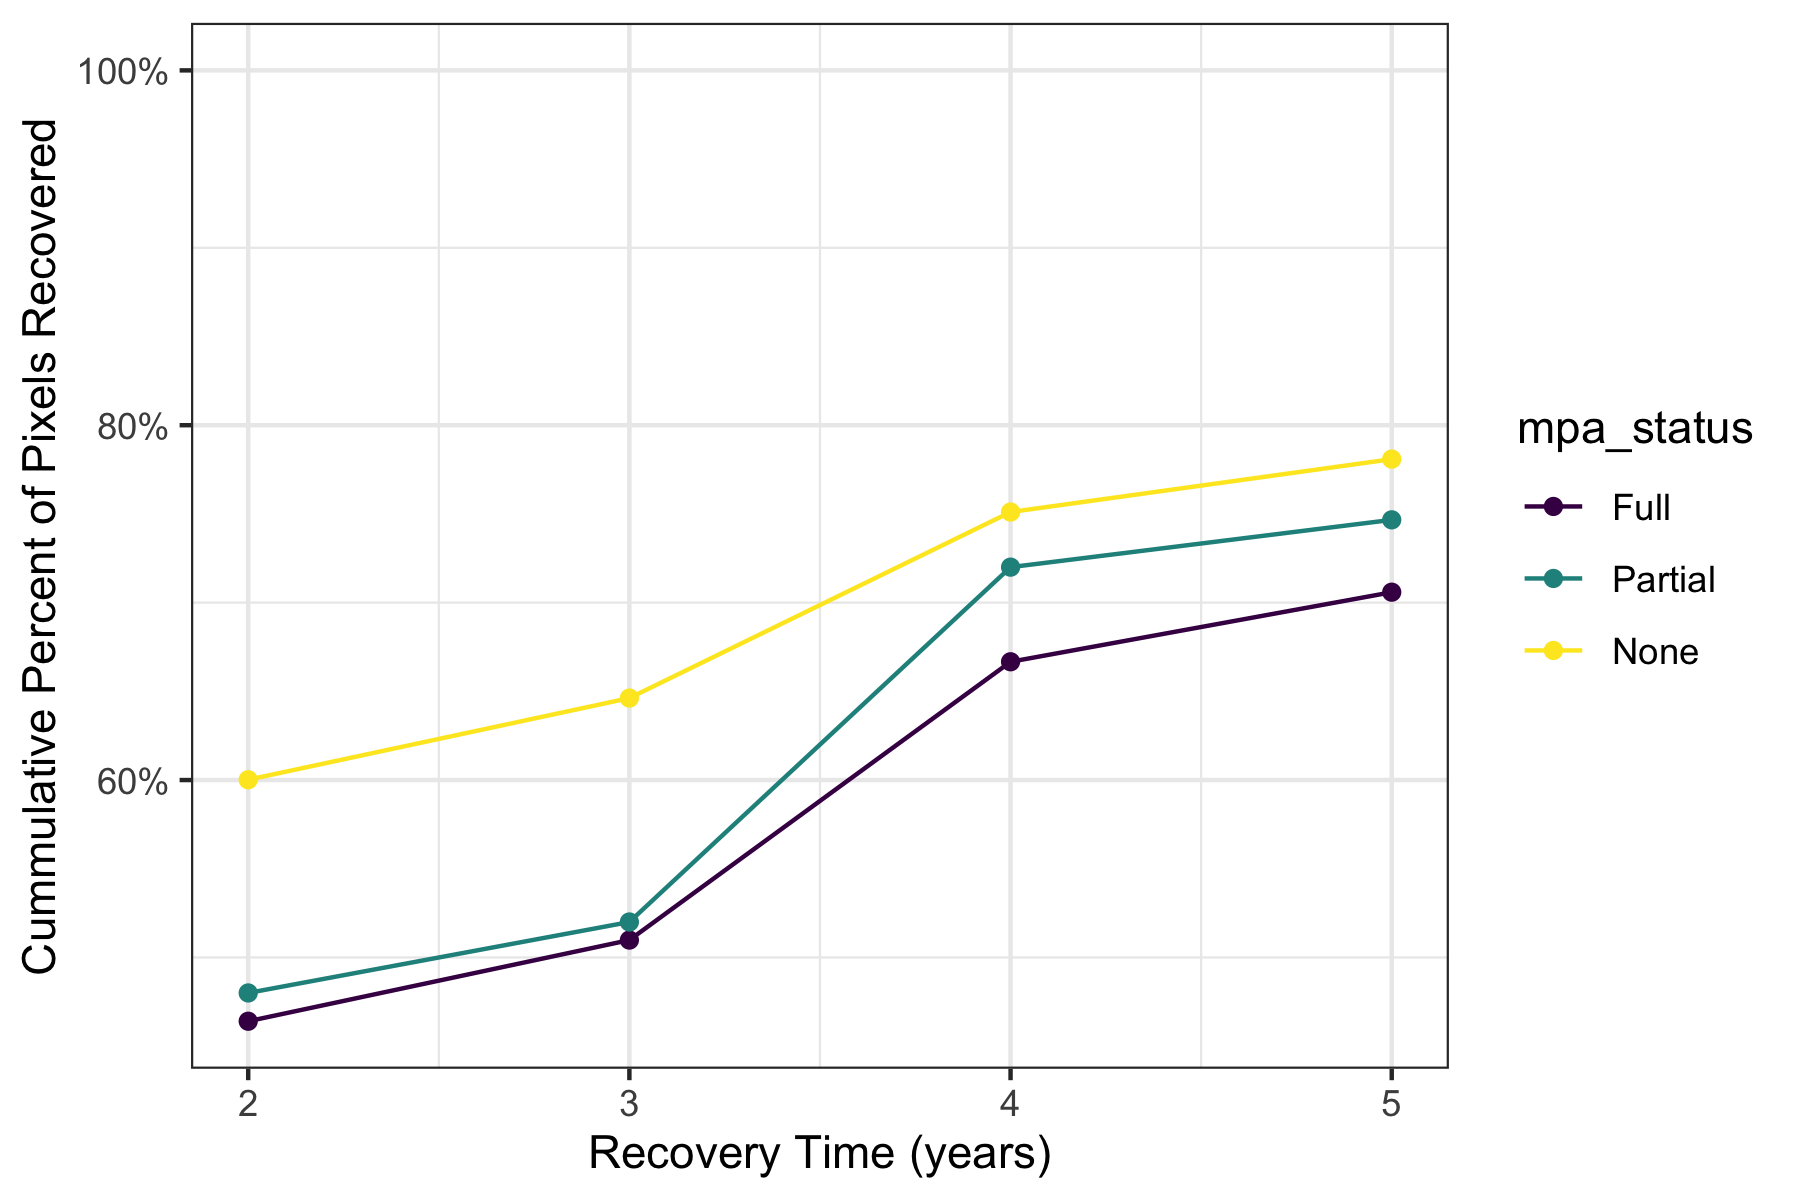 100%
80%
60%
Cummulative Percent of Pixels Recovered
2 3 4 5
Recovery Time (years)
mpa_status
Full
Partial
None